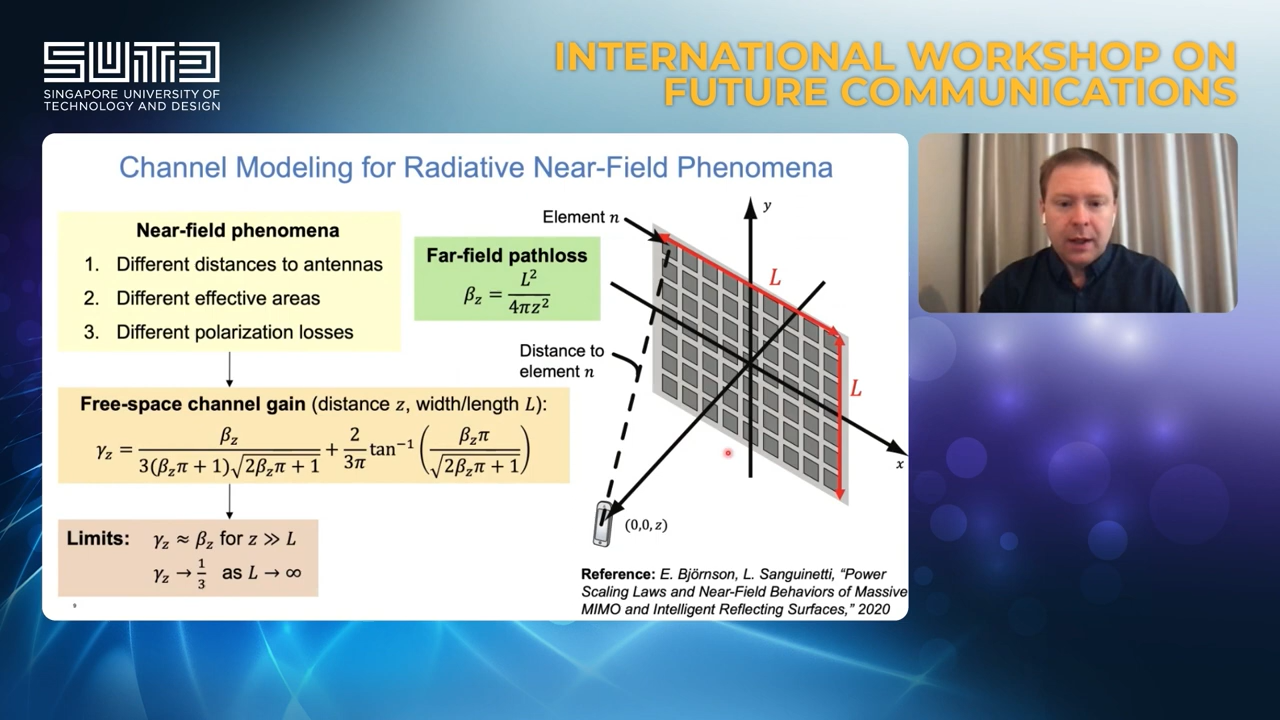 SUTD
SINGAPORE UNIVERSITY OF
TECHNOLOGY AND DESIGN
INTERNATIONAL WORKSHOP ON
FUTURE COMMUNICATIONS
Channel Modeling for Radiative Near-Field Phenomena
Near-field phenomena
1. Different distances to antennas
2. Different effective areas
3. Different polarization losses
Far-field pathloss
β_z = L² / 4πz²
Free-space channel gain (distance z, width/length L):
γ_z = β_z / (3(β_zπ + 1)√(2β_zπ + 1)) + 2/(3π) tan⁻¹ (β_zπ / √(2β_zπ + 1))
Limits: γ_z ≈ β_z for z ≫ L
γ_z → 1/3 as L → ∞
Element n
y
L
Distance to
element n
L
x
(0,0,z)
Reference: E. Björnson, L. Sanguinetti, “Power
Scaling Laws and Near-Field Behaviors of Massive
MIMO and Intelligent Reflecting Surfaces,” 2020
9